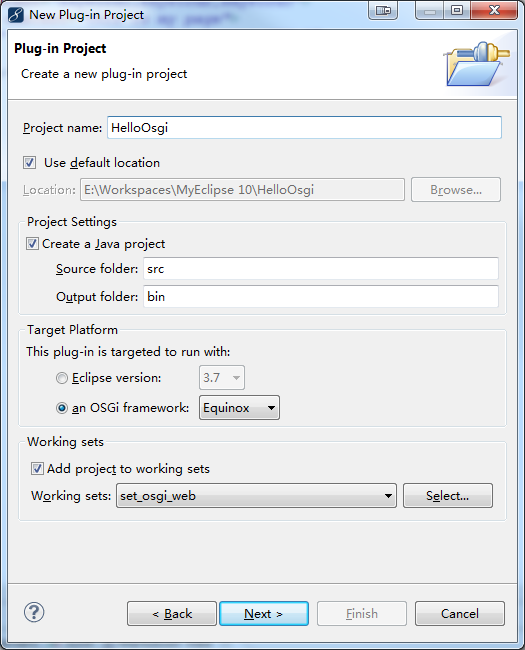 New Plug-in Project
Plug-in Project
Create a new plug-in project
Project name: HelloOsgi
Use default location
Location: E:\Workspaces\MyEclipse 10\HelloOsgi Browse...
Project Settings
Create a Java project
Source folder: src
Output folder: bin
Target Platform
This plug-in is targeted to run with:
Eclipse version: 3.7
an OSGi framework: Equinox
Working sets
Add project to working sets
Working sets: set_osgi_web Select...
? < Back Next > Finish Cancel